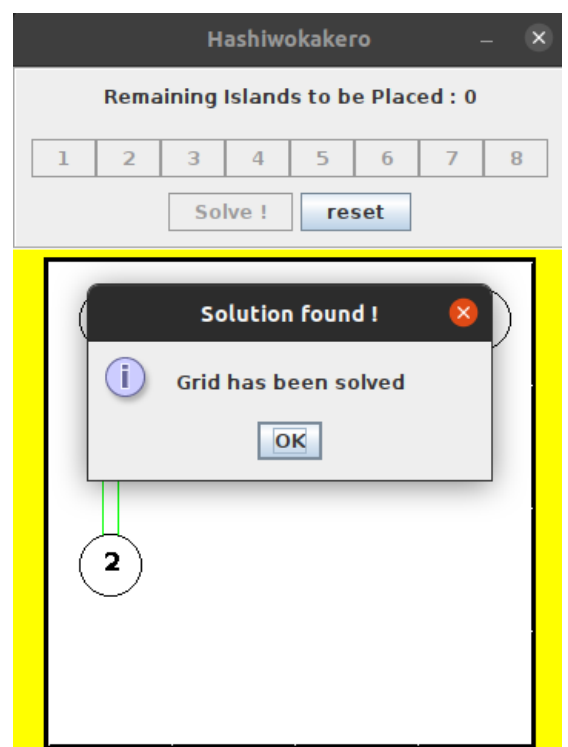 Hashiwokakero
Remaining Islands to be Placed : 0
1 2 3 4 5 6 7 8
Solve ! reset
Solution found !
i
Grid has been solved
OK
2